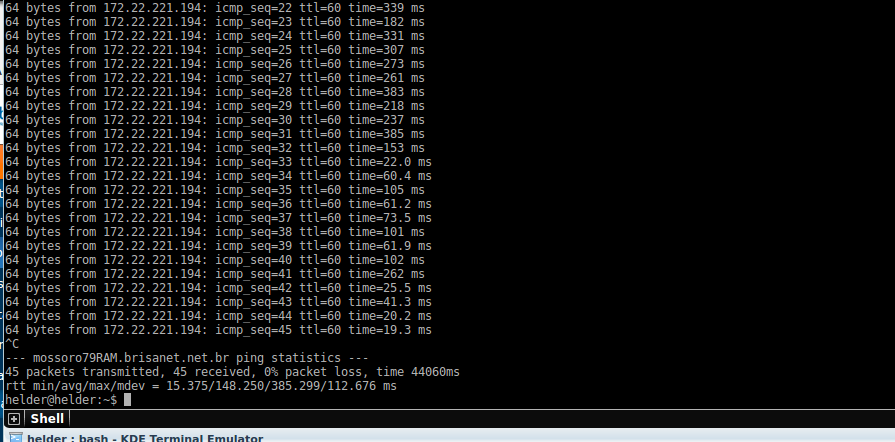 64 bytes from 172.22.221.194: icmp_seq=22 ttl=60 time=339 ms
64 bytes from 172.22.221.194: icmp_seq=23 ttl=60 time=182 ms
64 bytes from 172.22.221.194: icmp_seq=24 ttl=60 time=331 ms
64 bytes from 172.22.221.194: icmp_seq=25 ttl=60 time=307 ms
64 bytes from 172.22.221.194: icmp_seq=26 ttl=60 time=273 ms
64 bytes from 172.22.221.194: icmp_seq=27 ttl=60 time=261 ms
64 bytes from 172.22.221.194: icmp_seq=28 ttl=60 time=383 ms
64 bytes from 172.22.221.194: icmp_seq=29 ttl=60 time=218 ms
64 bytes from 172.22.221.194: icmp_seq=30 ttl=60 time=237 ms
64 bytes from 172.22.221.194: icmp_seq=31 ttl=60 time=385 ms
64 bytes from 172.22.221.194: icmp_seq=32 ttl=60 time=153 ms
64 bytes from 172.22.221.194: icmp_seq=33 ttl=60 time=22.0 ms
64 bytes from 172.22.221.194: icmp_seq=34 ttl=60 time=60.4 ms
64 bytes from 172.22.221.194: icmp_seq=35 ttl=60 time=105 ms
64 bytes from 172.22.221.194: icmp_seq=36 ttl=60 time=61.2 ms
64 bytes from 172.22.221.194: icmp_seq=37 ttl=60 time=73.5 ms
64 bytes from 172.22.221.194: icmp_seq=38 ttl=60 time=101 ms
64 bytes from 172.22.221.194: icmp_seq=39 ttl=60 time=61.9 ms
64 bytes from 172.22.221.194: icmp_seq=40 ttl=60 time=102 ms
64 bytes from 172.22.221.194: icmp_seq=41 ttl=60 time=262 ms
64 bytes from 172.22.221.194: icmp_seq=42 ttl=60 time=25.5 ms
64 bytes from 172.22.221.194: icmp_seq=43 ttl=60 time=41.3 ms
64 bytes from 172.22.221.194: icmp_seq=44 ttl=60 time=20.2 ms
64 bytes from 172.22.221.194: icmp_seq=45 ttl=60 time=19.3 ms
^C
--- mossoro79RAM.brisanet.net.br ping statistics ---
45 packets transmitted, 45 received, 0% packet loss, time 44060ms
rtt min/avg/max/mdev = 15.375/148.250/385.299/112.676 ms
helder@helder:~$
Shell
helder : bash - KDE Terminal Emulator